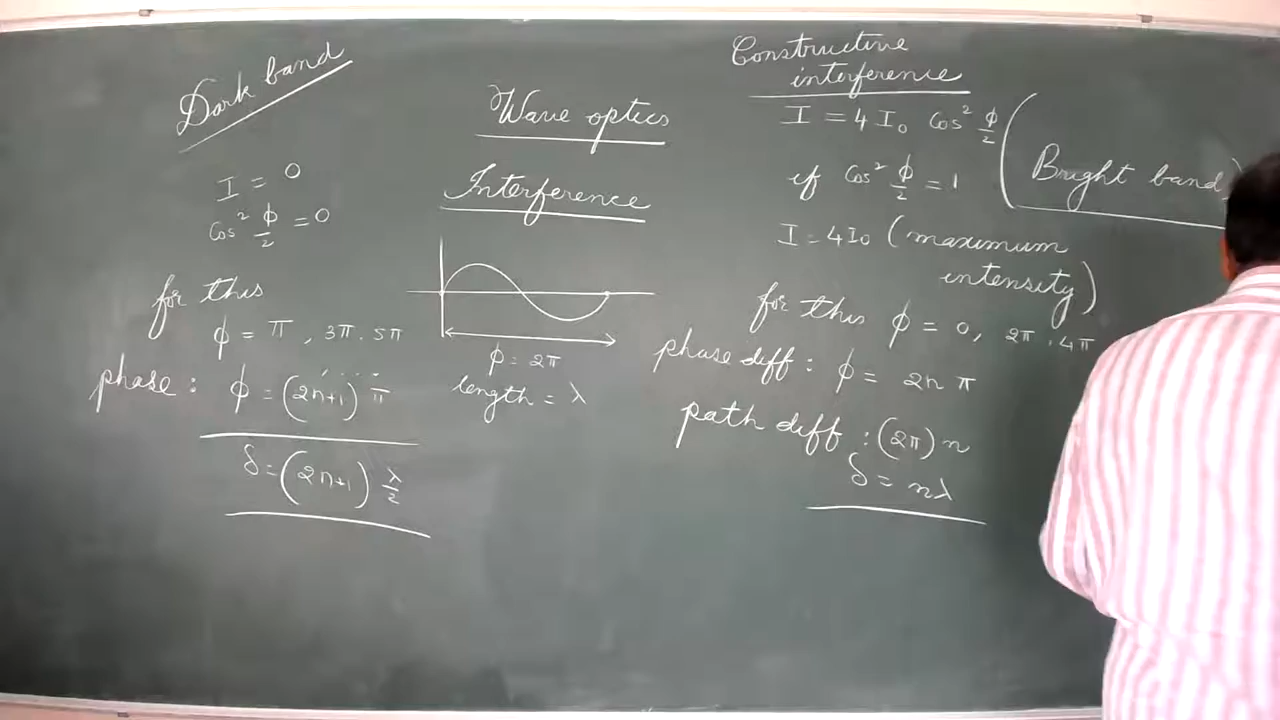 Dark band
I = 0
Cos² ϕ/2 = 0
for this
ϕ = π , 3π . 5π
, . . . -
phase : ϕ = (2n+1) π
δ = (2n+1) λ/2
Wave optics
Interference
ϕ = 2π
length = λ
Constructive
interference
I = 4 I₀ Cos² ϕ/2
(Bright band)
if Cos² ϕ/2 = 1
I = 4I₀ (maximum
intensity)
for this ϕ = 0, 2π . 4π
phase diff : ϕ = 2n π
path diff : (2π) n
δ = nλ